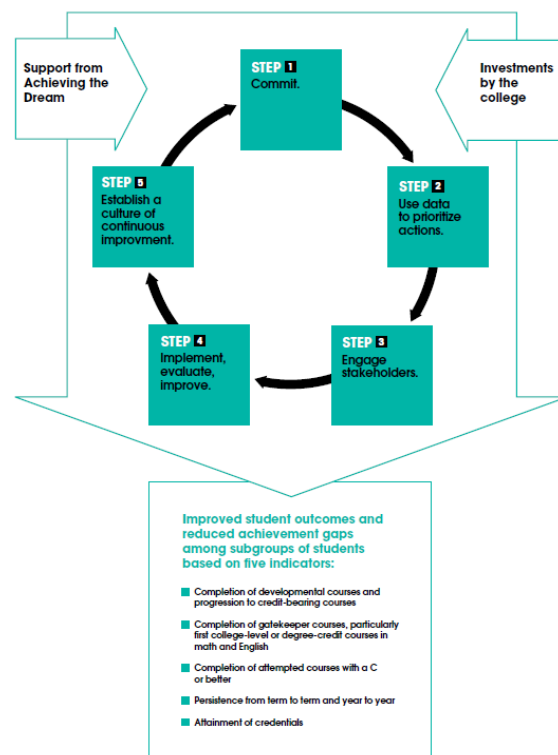 Support from
Achieving the
Dream
Investments
by the
college
STEP 1
Commit.
STEP 2
Use data
to prioritize
actions.
STEP 3
Engage
stakeholders.
STEP 4
Implement,
evaluate,
improve.
STEP 5
Establish a
culture of
continuous
improvment.
Improved student outcomes and
reduced achievement gaps
among subgroups of students
based on five indicators:
Completion of developmental courses and
progression to credit-bearing courses
Completion of gatekeeper courses, particularly
first college-level or degree-credit courses in
math and English
Completion of attempted courses with a C
or better
Persistence from term to term and year to year
Attainment of credentials